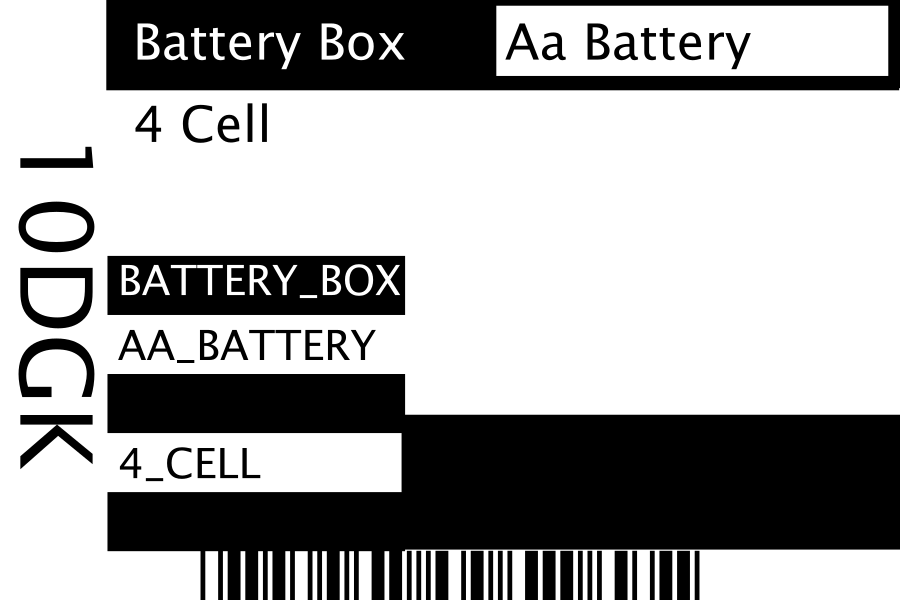 Battery Box
Aa Battery
4 Cell
10DGK
BATTERY_BOX
AA_BATTERY
4_CELL